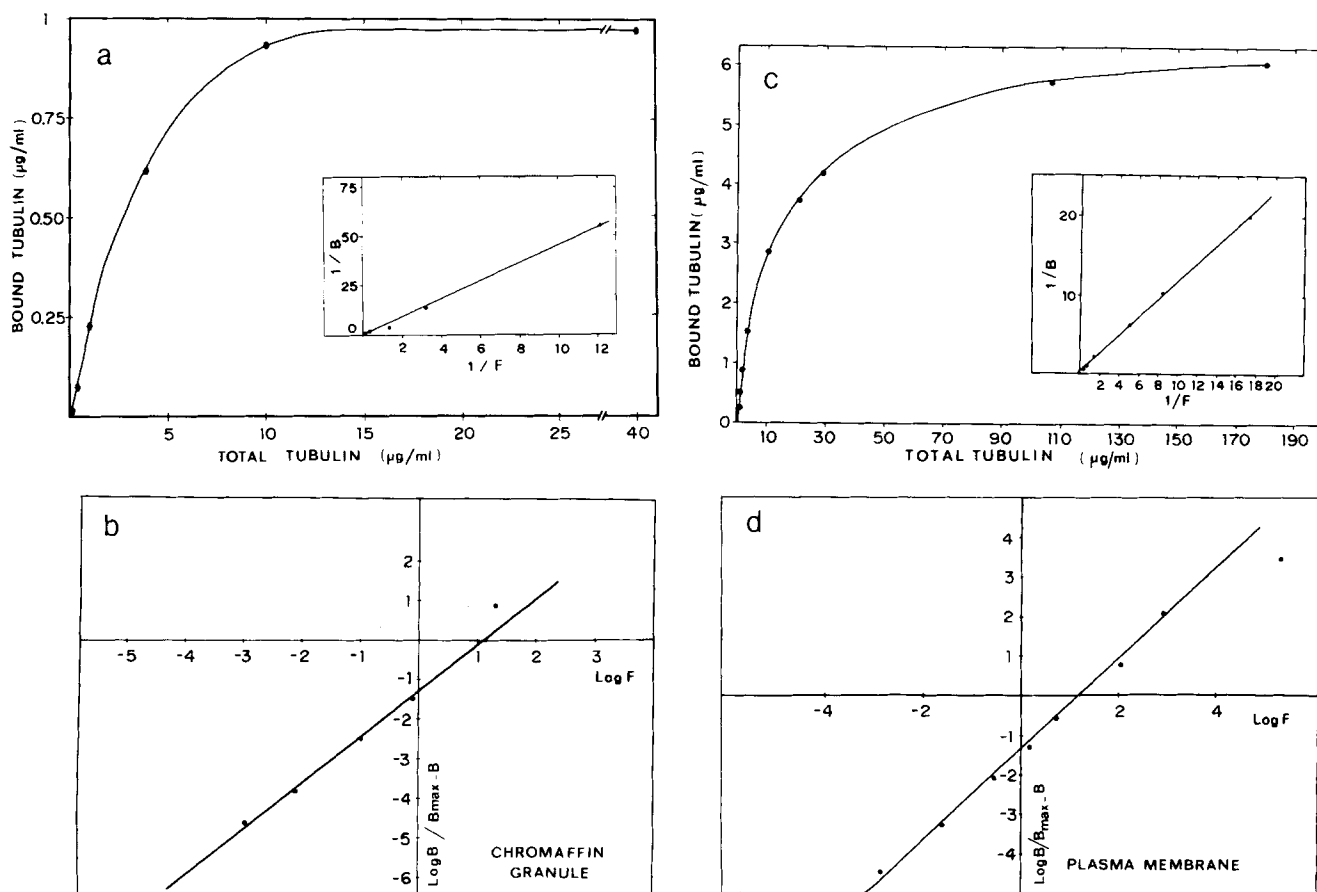 a
1
0.75
0.50
0.25
BOUND TUBULIN (µg/ml)
5
10
15
20
25
40
TOTAL TUBULIN (µg/ml)
75
50
25
0
1/B
2
4
6
8
10
12
1/F
c
6
5
4
3
2
1
0
BOUND TUBULIN (µg/ml)
10
30
50
70
90
110
130
150
170
190
TOTAL TUBULIN (µg/ml)
20
10
1/B
2 4 6 8 10 12 14 16 18 20
1/F
b
2
1
-5 -4 -3 -2 -1 1 2 3
Log F
-1
-2
-3
-4
-5
-6
Log B / Bmax - B
CHROMAFFIN
GRANULE
d
4
3
2
1
-4 -2 2 4
Log F
-1
-2
-3
-4
Log B/Bmax - B
PLASMA MEMBRANE